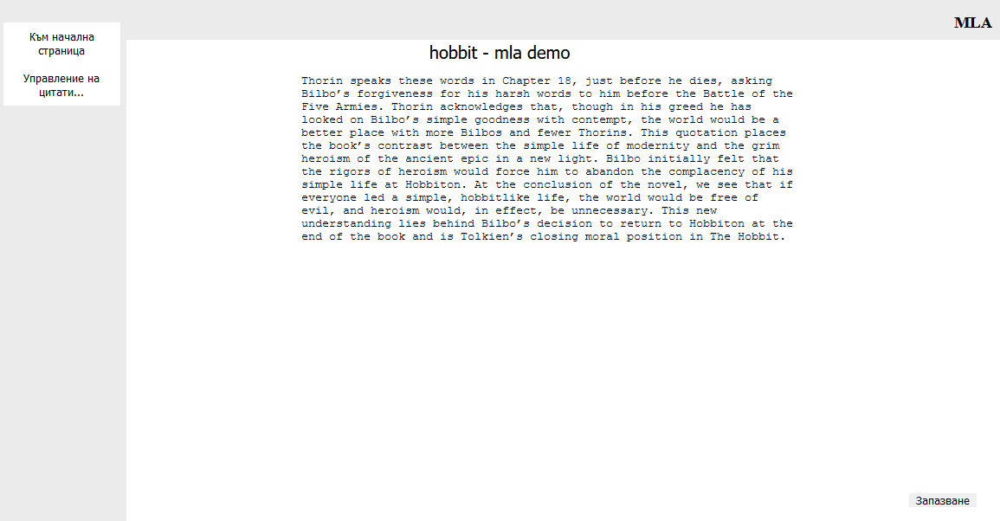 MLA
Към начална
страница
Управление на
цитати...
hobbit - mla demo
Thorin speaks these words in Chapter 18, just before he dies, asking
Bilbo’s forgiveness for his harsh words to him before the Battle of the
Five Armies. Thorin acknowledges that, though in his greed he has
looked on Bilbo’s simple goodness with contempt, the world would be a
better place with more Bilbos and fewer Thorins. This quotation places
the book’s contrast between the simple life of modernity and the grim
heroism of the ancient epic in a new light. Bilbo initially felt that
the rigors of heroism would force him to abandon the complacency of his
simple life at Hobbiton. At the conclusion of the novel, we see that if
everyone led a simple, hobbitlike life, the world would be free of
evil, and heroism would, in effect, be unnecessary. This new
understanding lies behind Bilbo’s decision to return to Hobbiton at the
end of the book and is Tolkien’s closing moral position in The Hobbit.
Запазване